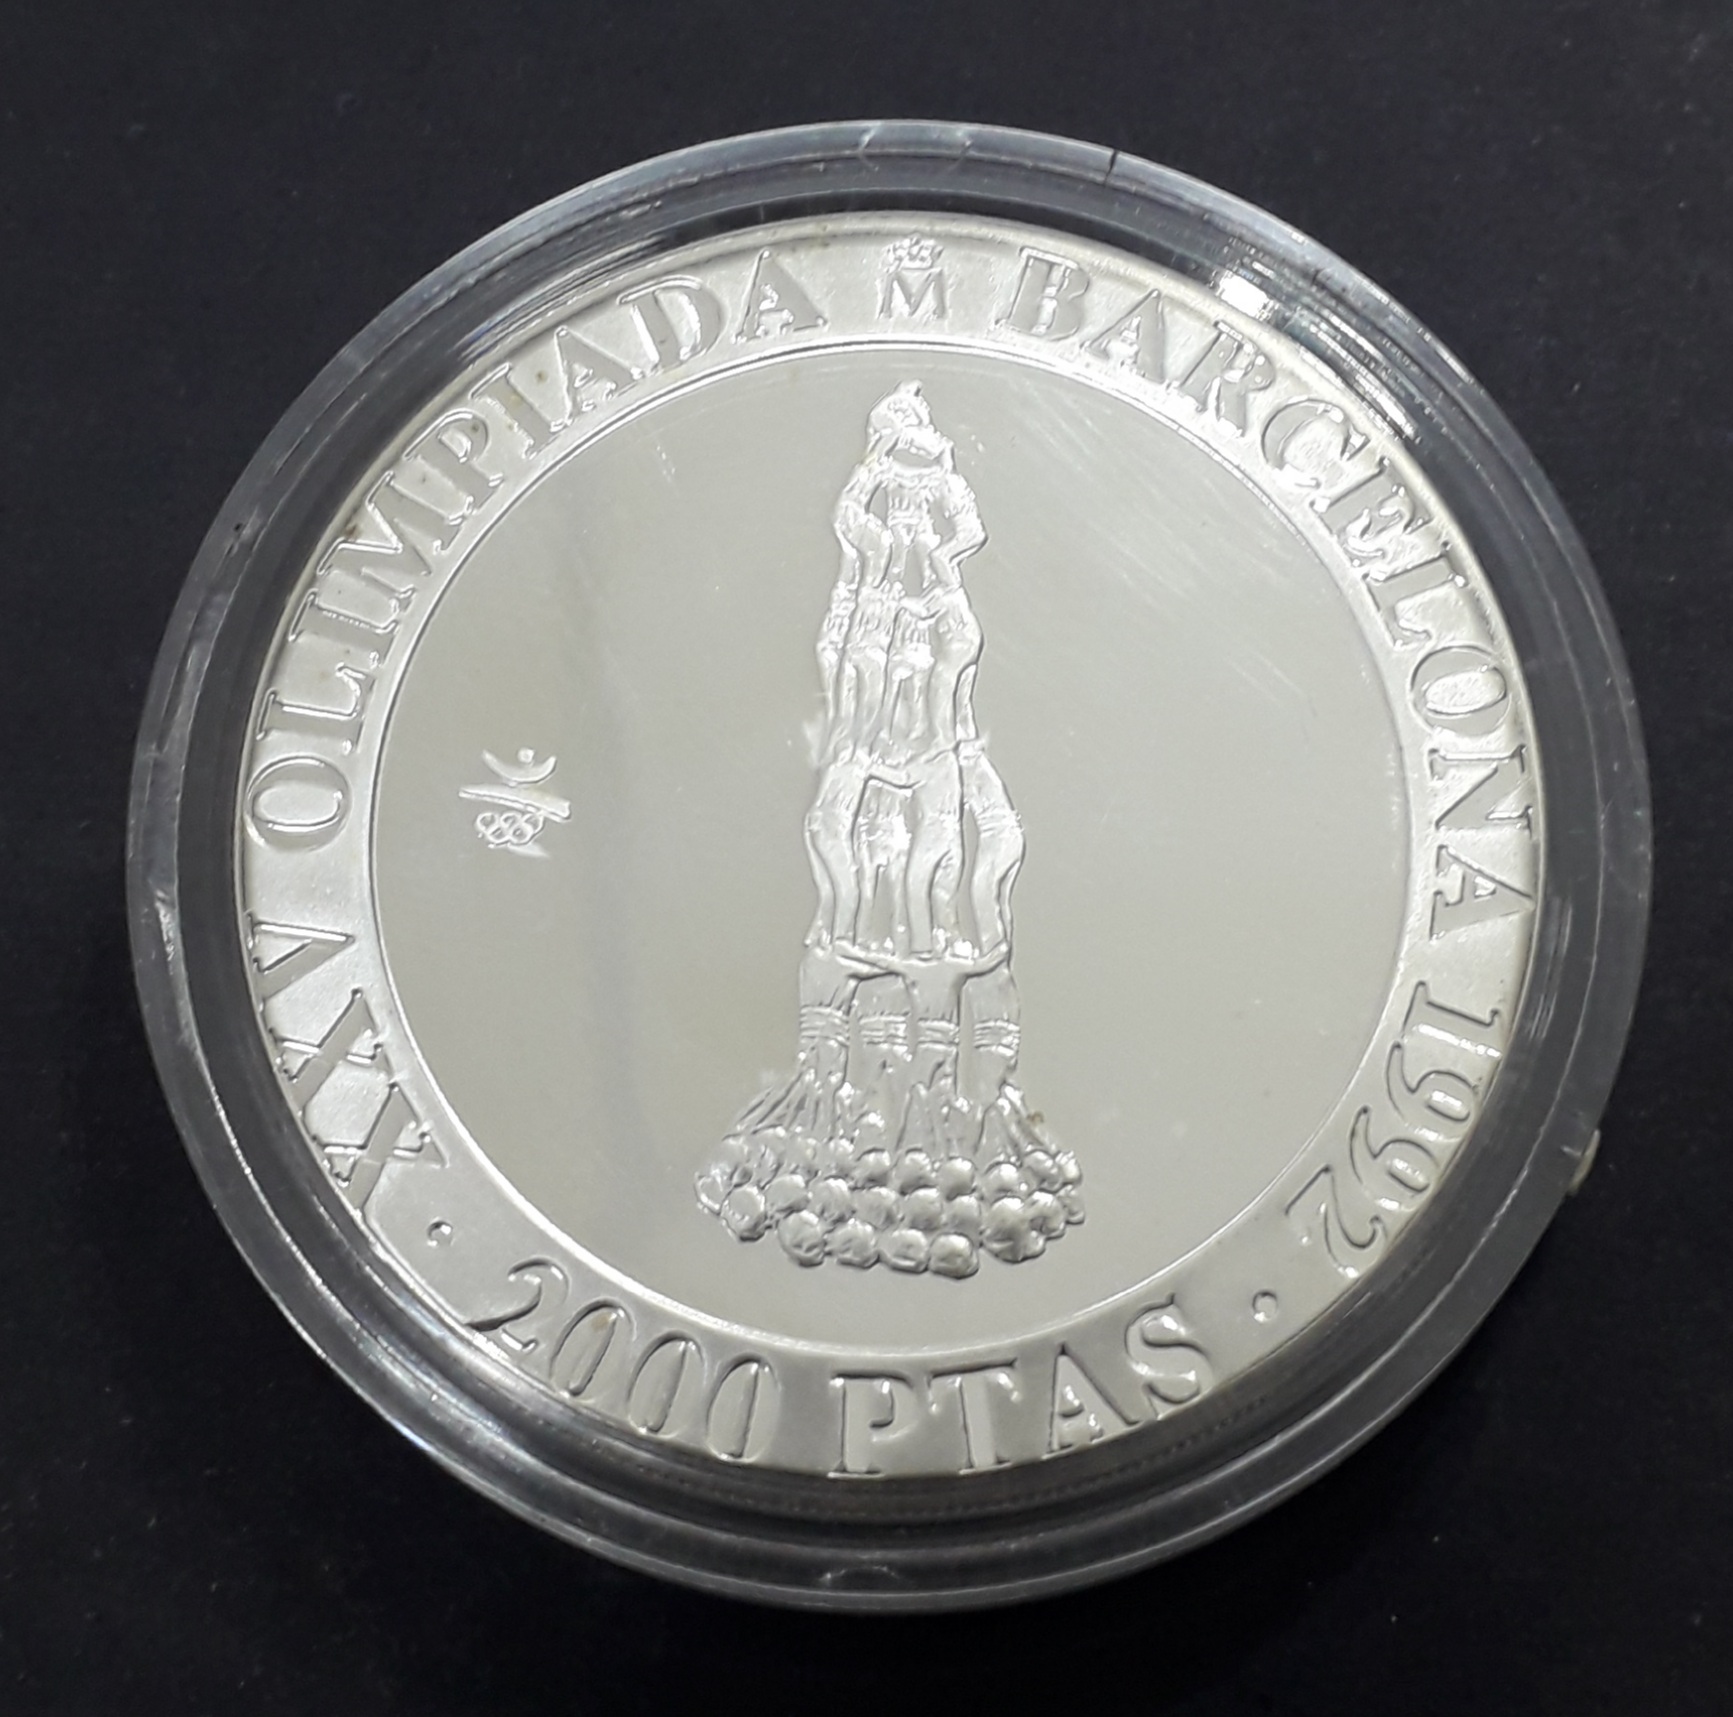 XXV OLIMPIADA M BARCELONA 1992
· 2000 PTAS ·